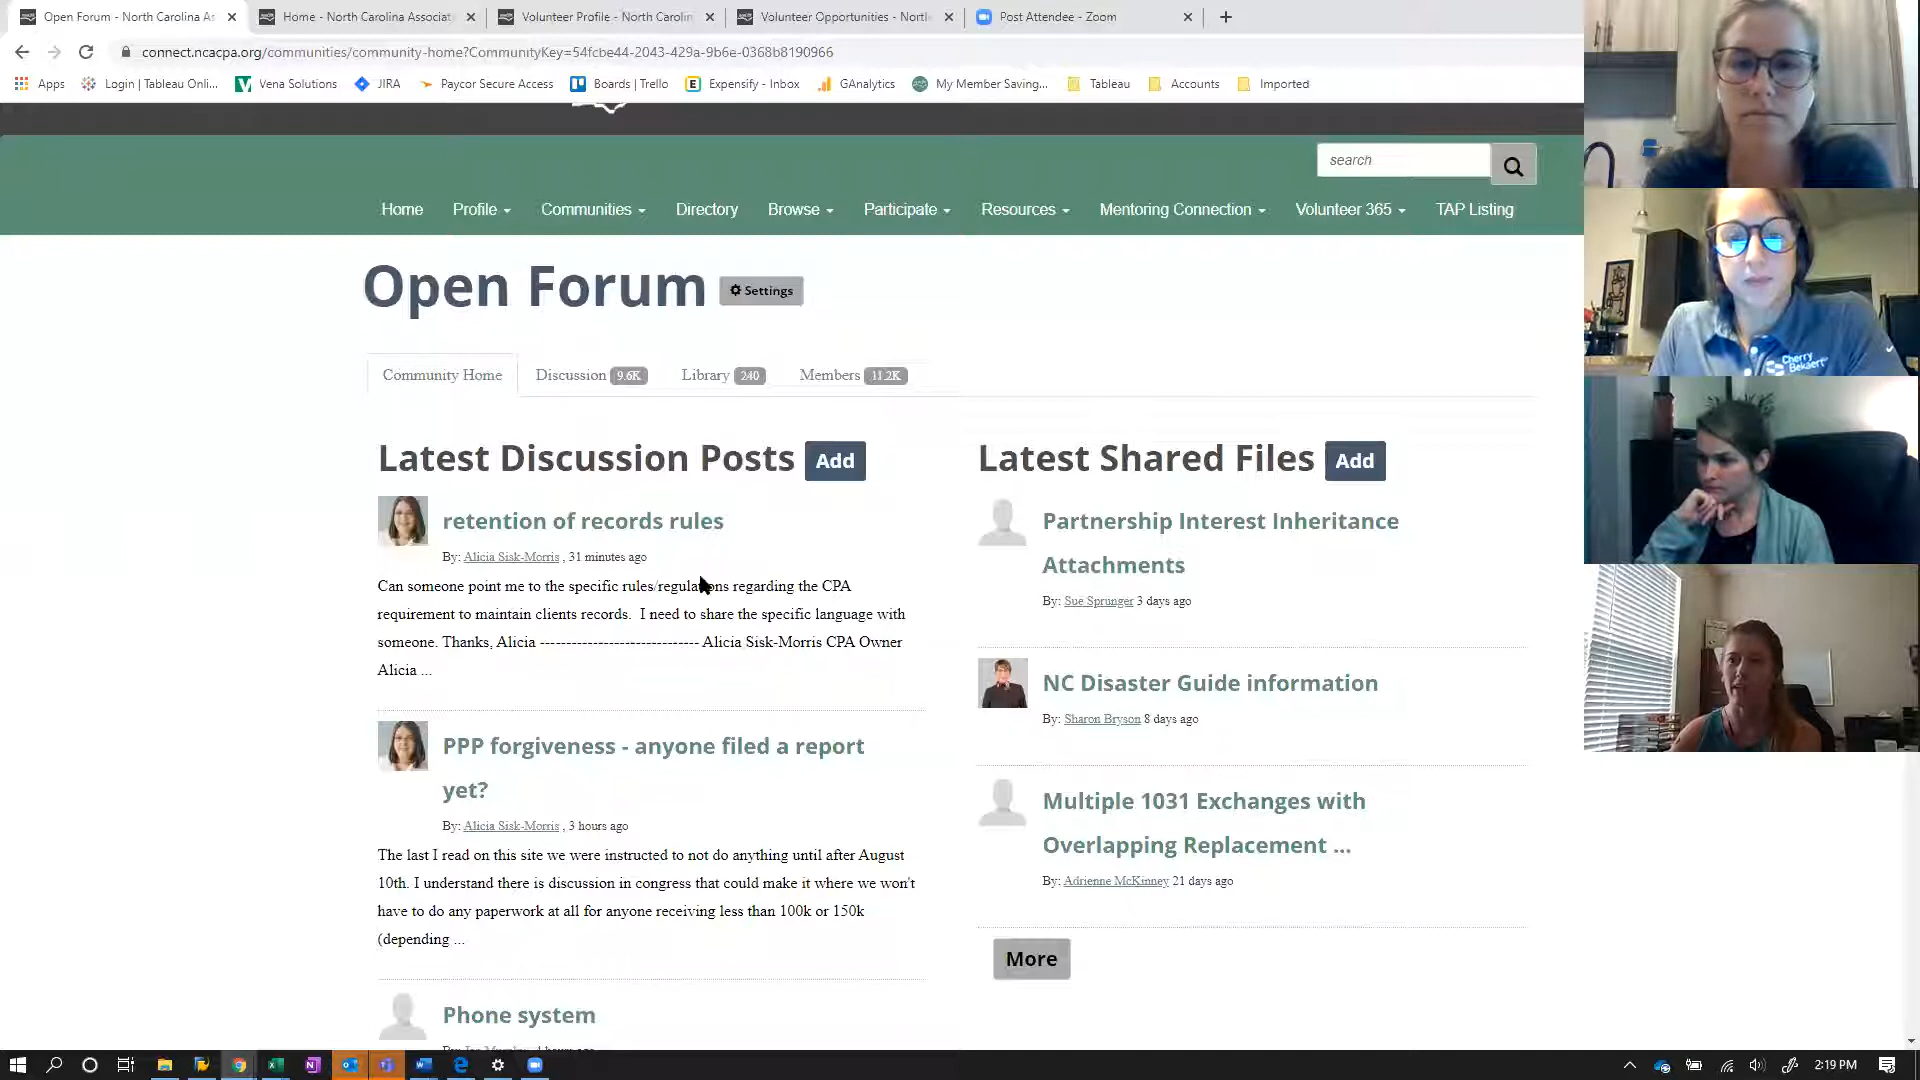 Open Forum - North Carolina As
Home - North Carolina Associat
Volunteer Profile - North Carolin
Volunteer Opportunities - North
Post Attendee - Zoom
connect.ncacpa.org/communities/community-home?CommunityKey=54fcbe44-2043-429a-9b6e-0368b8190966
Apps
Login | Tableau Onli...
Vena Solutions
JIRA
Paycor Secure Access
Boards | Trello
Expensify - Inbox
GAnalytics
My Member Saving...
Tableau
Accounts
Imported
search
Home
Profile
Communities
Directory
Browse
Participate
Resources
Mentoring Connection
Volunteer 365
TAP Listing
Open Forum
Settings
Community Home
Discussion 9.6K
Library 240
Members 11.2K
Latest Discussion Posts
Add
retention of records rules
By: Alicia Sisk-Morris , 31 minutes ago
Can someone point me to the specific rules/regulations regarding the CPA
requirement to maintain clients records. I need to share the specific language with
someone. Thanks, Alicia ------------------------------ Alicia Sisk-Morris CPA Owner
Alicia ...
PPP forgiveness - anyone filed a report
yet?
By: Alicia Sisk-Morris , 3 hours ago
The last I read on this site we were instructed to not do anything until after August
10th. I understand there is discussion in congress that could make it where we won't
have to do any paperwork at all for anyone receiving less than 100k or 150k
(depending ...
Phone system
Latest Shared Files
Add
Partnership Interest Inheritance
Attachments
By: Sue Sprunger 3 days ago
NC Disaster Guide information
By: Sharon Bryson 8 days ago
Multiple 1031 Exchanges with
Overlapping Replacement ...
By: Adrienne McKinney 21 days ago
More
Cherry
Bekaert
2:19 PM